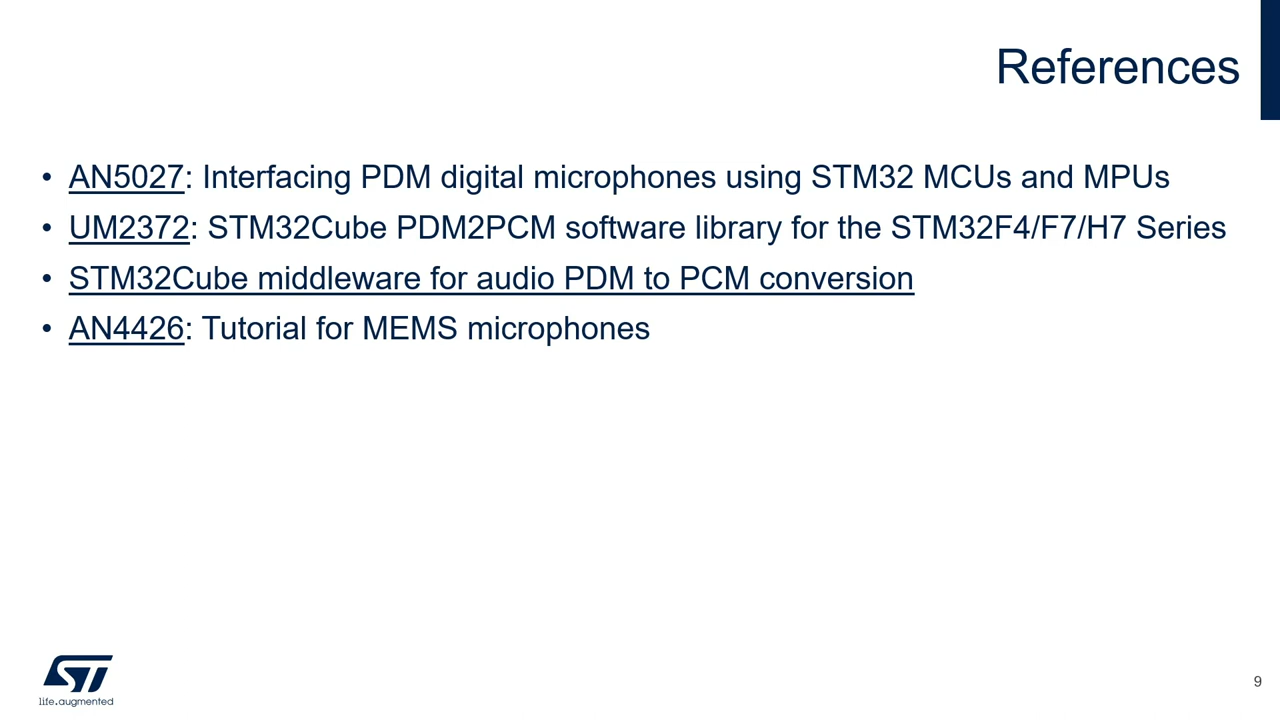 References
• AN5027: Interfacing PDM digital microphones using STM32 MCUs and MPUs
• UM2372: STM32Cube PDM2PCM software library for the STM32F4/F7/H7 Series
• STM32Cube middleware for audio PDM to PCM conversion
• AN4426: Tutorial for MEMS microphones
ST
life.augmented
9